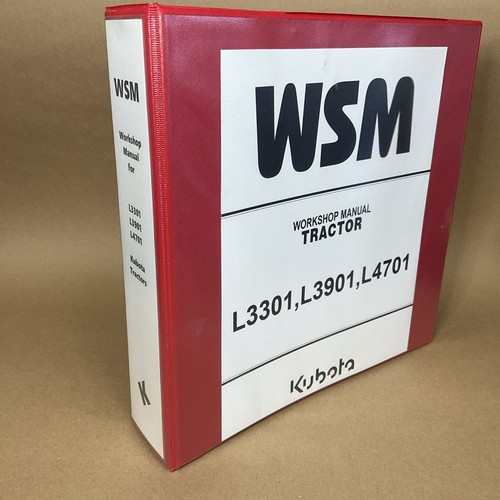 WSM
Workshop
Manual
for
L3301
L3901
L4701
Kubota
Tractors
K
WSM
WORKSHOP MANUAL
TRACTOR
L3301,L3901,L4701
Kubota